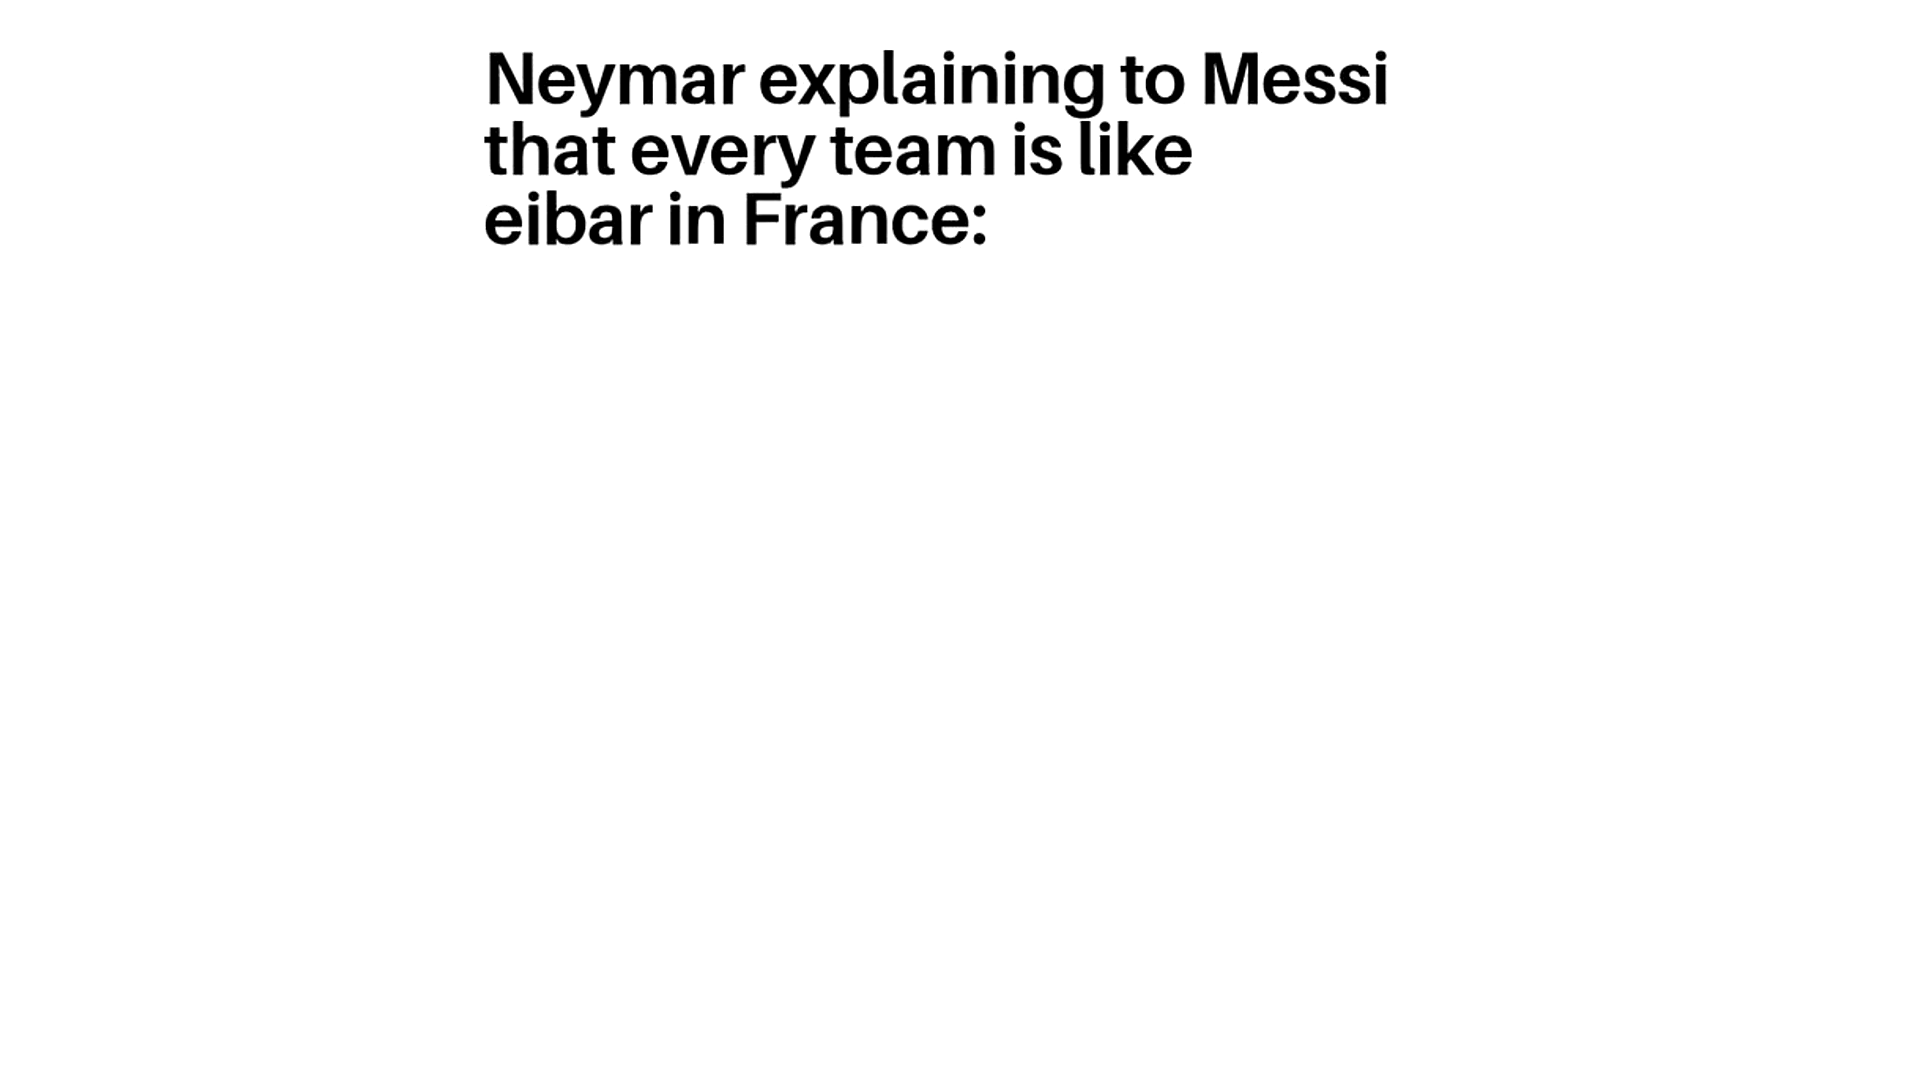 Neymar explaining to Messi
that every team is like
eibar in France: